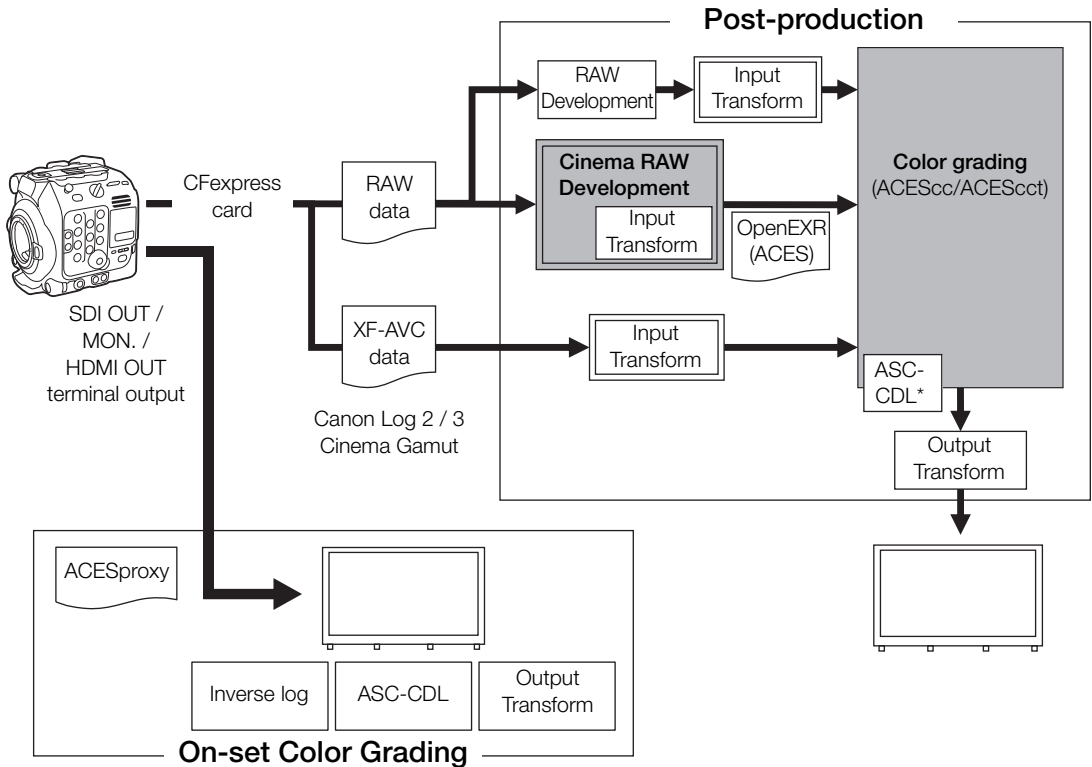 Post-production
RAW
Development
Input
Transform
Color grading
(ACEScc/ACEScct)
CFexpress
card
RAW
data
Cinema RAW
Development
Input
Transform
OpenEXR
(ACES)
SDI OUT /
MON. /
HDMI OUT
terminal output
XF-AVC
data
Input
Transform
ASC-
CDL*
Canon Log 2 / 3
Cinema Gamut
Output
Transform
ACESproxy
Inverse log
ASC-CDL
Output
Transform
On-set Color Grading